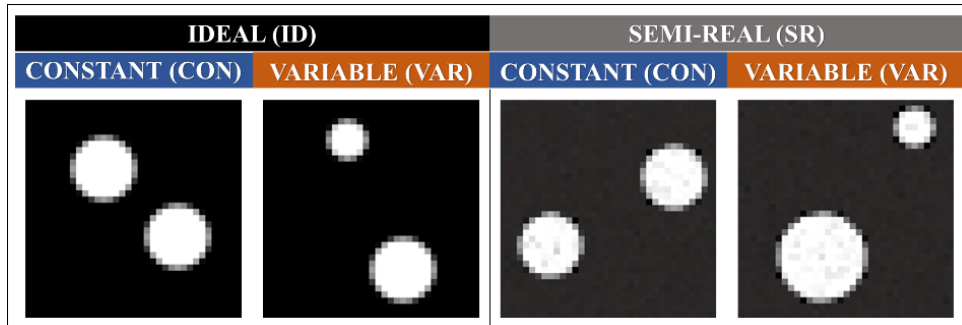 IDEAL (ID) SEMI-REAL (SR)
CONSTANT (CON) VARIABLE (VAR) CONSTANT (CON) VARIABLE (VAR)